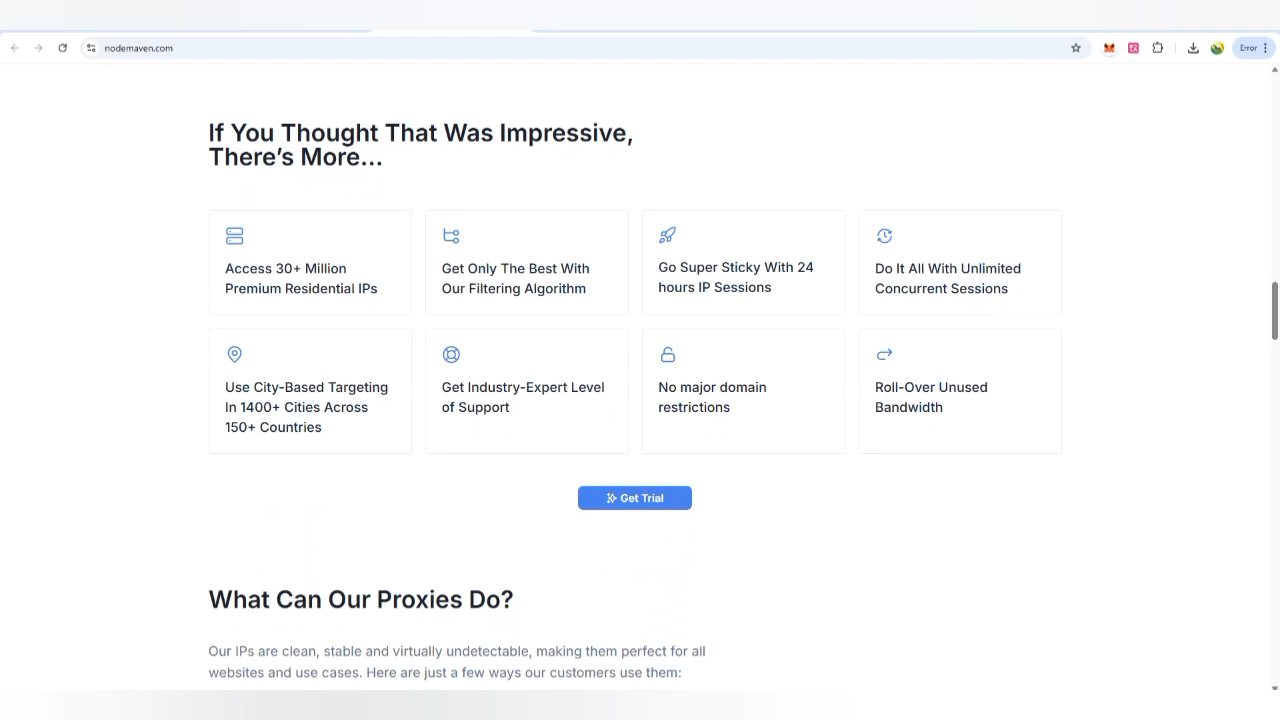 nodemaven.com
Error
If You Thought That Was Impressive,
There's More...
Access 30+ Million
Premium Residential IPs
Get Only The Best With
Our Filtering Algorithm
Go Super Sticky With 24
hours IP Sessions
Do It All With Unlimited
Concurrent Sessions
Use City-Based Targeting
In 1400+ Cities Across
150+ Countries
Get Industry-Expert Level
of Support
No major domain
restrictions
Roll-Over Unused
Bandwidth
Get Trial
What Can Our Proxies Do?
Our IPs are clean, stable and virtually undetectable, making them perfect for all
websites and use cases. Here are just a few ways our customers use them: